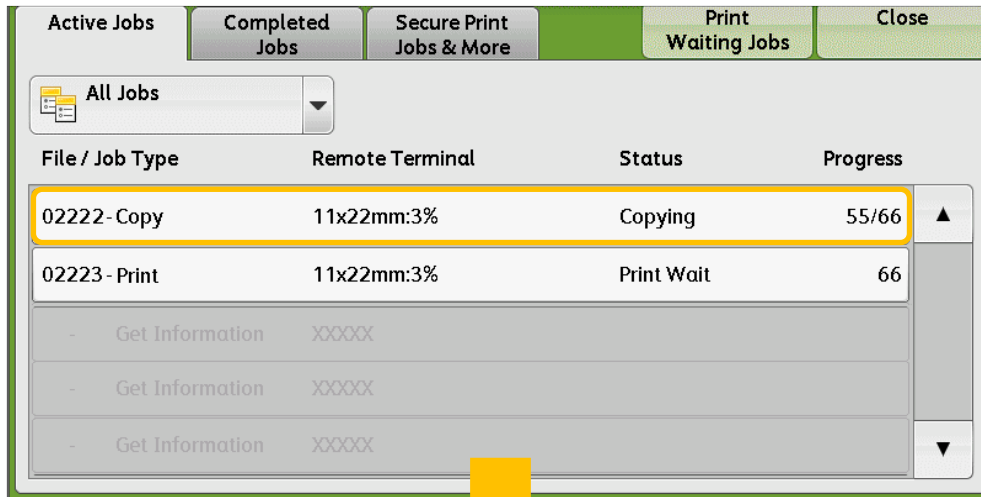 Active Jobs
Completed
Jobs
Secure Print
Jobs & More
Print
Waiting Jobs
Close
All Jobs
File / Job Type Remote Terminal Status Progress
02222- Copy 11x22mm:3% Copying 55/66
02223 - Print 11x22mm:3% Print Wait 66
- Get Information XXXXX
- Get Information XXXXX
- Get Information XXXXX